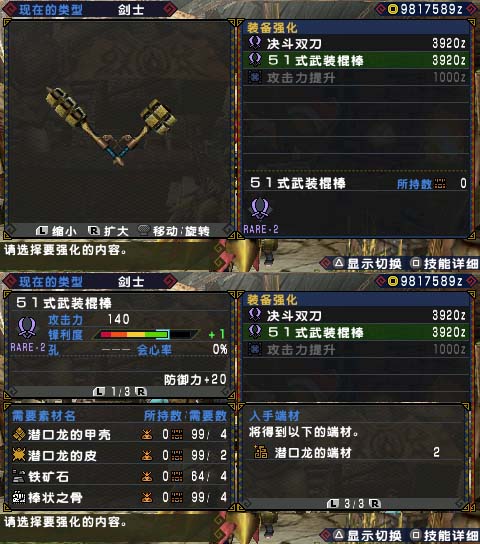 现在的类型 剑士
9817589z
装备强化
决斗双刀 3920z
51式武装棍棒 3920z
攻击力提升 1000z
51式武装棍棒 所持数 0
RARE-2
L 缩小 R 扩大 移动/旋转
请选择要强化的内容。
△显示切换 □技能详细
现在的类型 剑士
9817589z
51式武装棍棒
攻击力 140
锋利度 +1
RARE-2
孔 --- 会心率 0%
防御力+20
L 1/3 R
装备强化
决斗双刀 3920z
51式武装棍棒 3920z
攻击力提升 1000z
需要素材名 所持数/需要数
潜口龙的甲壳 0 99/ 4
潜口龙的皮 0 99/ 2
铁矿石 0 64/ 4
棒状之骨 0 99/ 4
入手端材
将得到以下的端材。
潜口龙的端材 2
L 3/3 R
请选择要强化的内容。
△显示切换 □技能详细